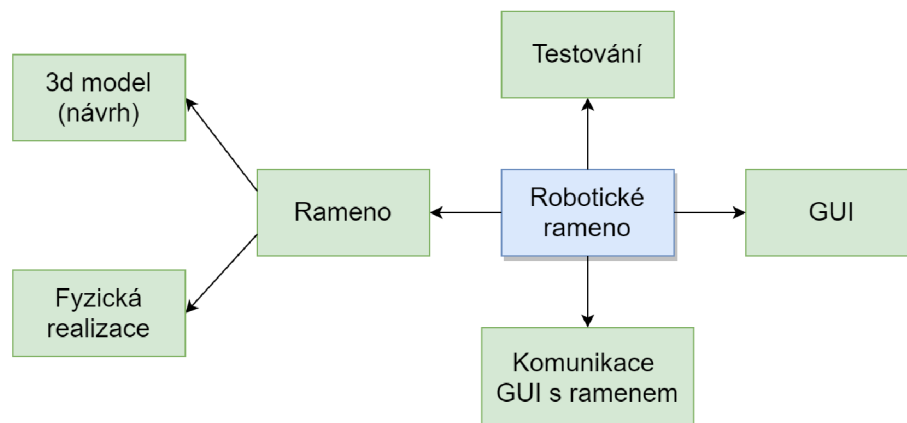 Testování
3d model
(návrh)
Rameno
Robotické
rameno
GUI
Fyzická
realizace
Komunikace
GUI s ramenem